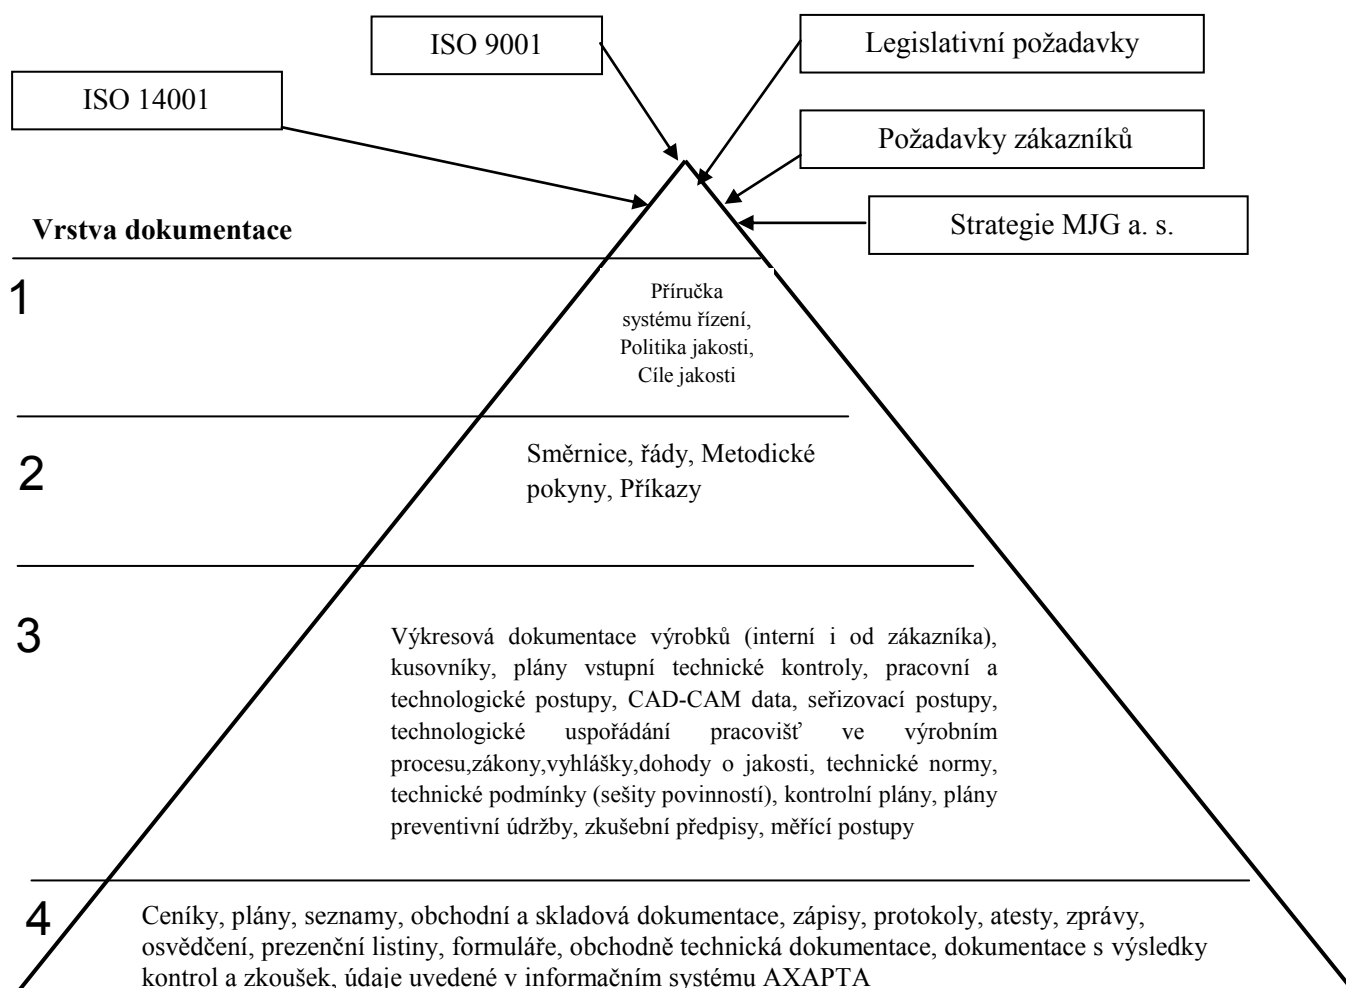 ISO 9001
Legislativní požadavky
ISO 14001
Požadavky zákazníků
Strategie MJG a. s.
Vrstva dokumentace
1
Příručka
systému řízení,
Politika jakosti,
Cíle jakosti
2
Směrnice, řády, Metodické
pokyny, Příkazy
3
Výkresová dokumentace výrobků (interní i od zákazníka),
kusovníky, plány vstupní technické kontroly, pracovní a
technologické postupy, CAD-CAM data, seřizovací postupy,
technologické uspořádání pracovišť ve výrobním
procesu,zákony,vyhlášky,dohody o jakosti, technické normy,
technické podmínky (sešity povinností), kontrolní plány, plány
preventivní údržby, zkušební předpisy, měřící postupy
4
Ceníky, plány, seznamy, obchodní a skladová dokumentace, zápisy, protokoly, atesty, zprávy,
osvědčení, prezenční listiny, formuláře, obchodně technická dokumentace, dokumentace s výsledky
kontrol a zkoušek, údaje uvedené v informačním systému AXAPTA